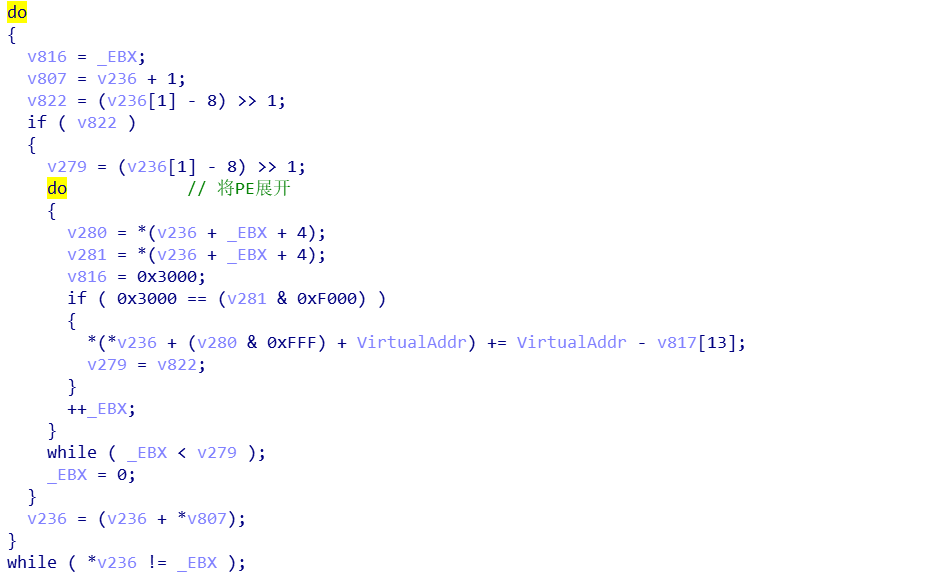 do
{
  v816 = _EBX;
  v807 = v236 + 1;
  v822 = (v236[1] - 8) >> 1;
  if ( v822 )
  {
    v279 = (v236[1] - 8) >> 1;
    do            // 将PE展开
    {
      v280 = *(v236 + _EBX + 4);
      v281 = *(v236 + _EBX + 4);
      v816 = 0x3000;
      if ( 0x3000 == (v281 & 0xF000) )
      {
        *(*v236 + (v280 & 0xFFF) + VirtualAddr) += VirtualAddr - v817[13];
        v279 = v822;
      }
      ++_EBX;
    }
    while ( _EBX < v279 );
    _EBX = 0;
  }
  v236 = (v236 + *v807);
}
while ( *v236 != _EBX );